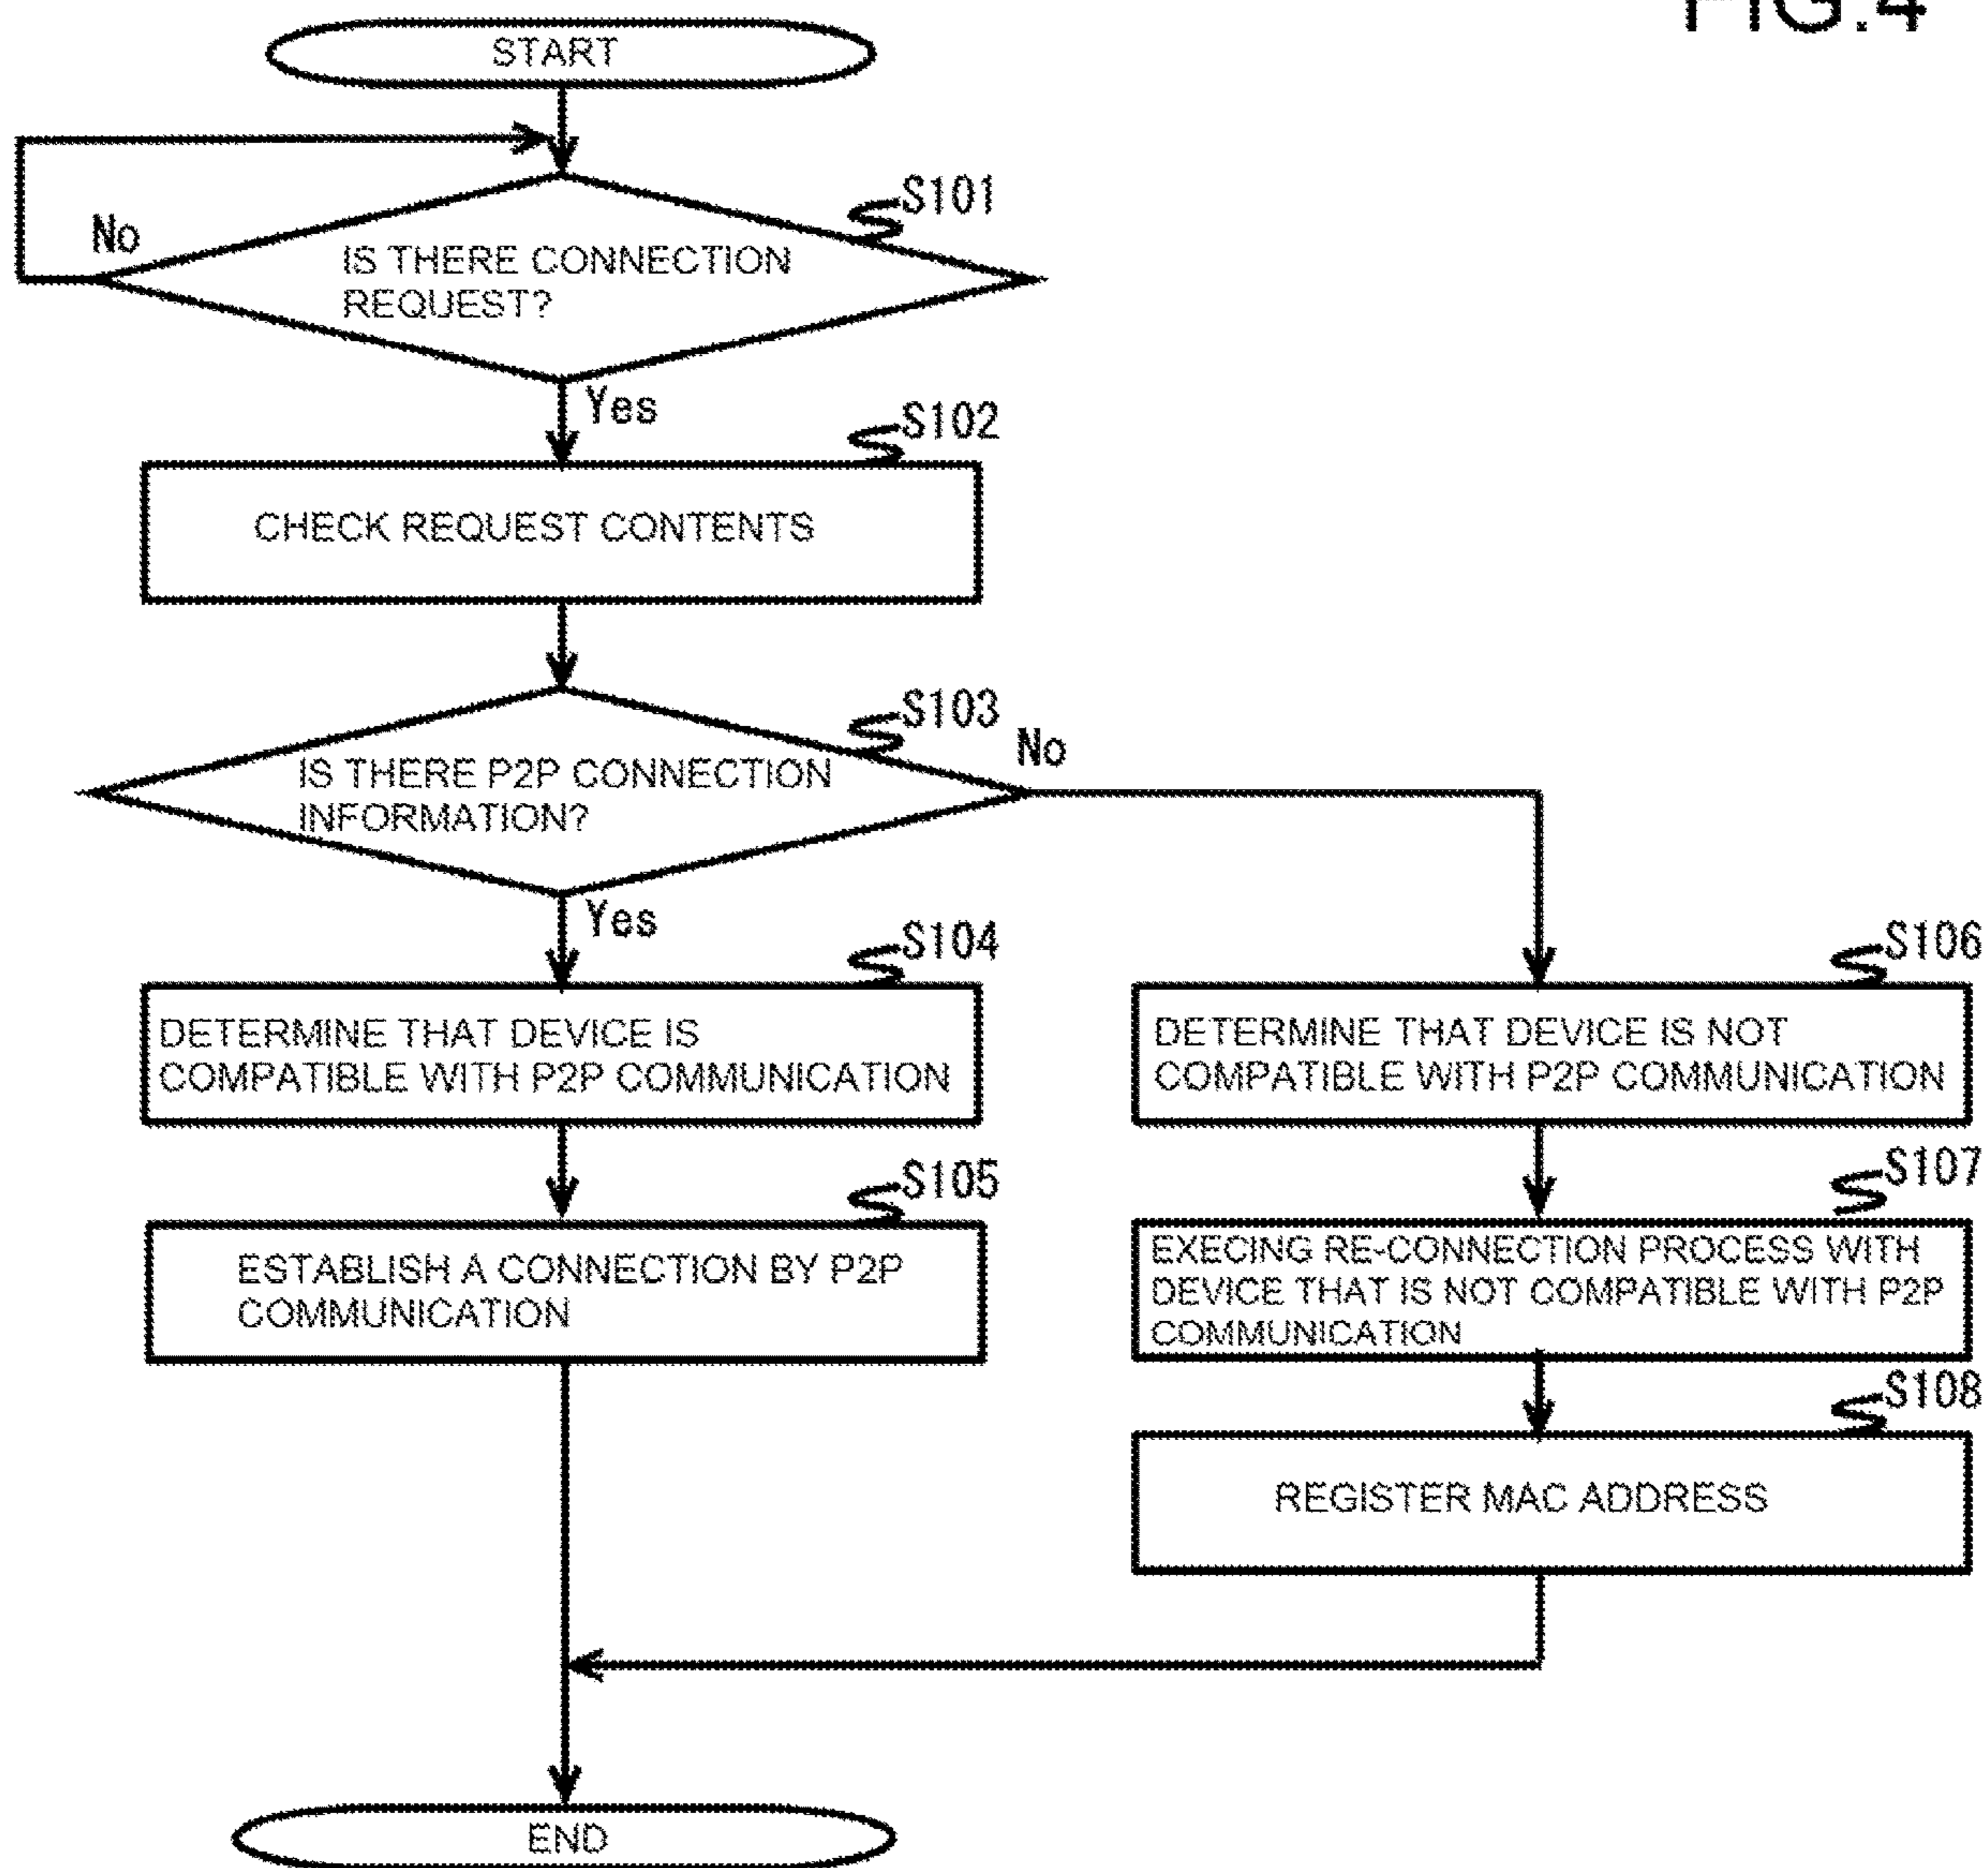 FIG.4
START
S101
No
IS THERE CONNECTION
REQUEST?
Yes
S102
CHECK REQUEST CONTENTS
S103
No
IS THERE P2P CONNECTION
INFORMATION?
Yes
S104
DETERMINE THAT DEVICE IS
COMPATIBLE WITH P2P COMMUNICATION
S105
ESTABLISH A CONNECTION BY P2P
COMMUNICATION
S106
DETERMINE THAT DEVICE IS NOT
COMPATIBLE WITH P2P COMMUNICATION
S107
EXECING RE-CONNECTION PROCESS WITH
DEVICE THAT IS NOT COMPATIBLE WITH P2P
COMMUNICATION
S108
REGISTER MAC ADDRESS
END